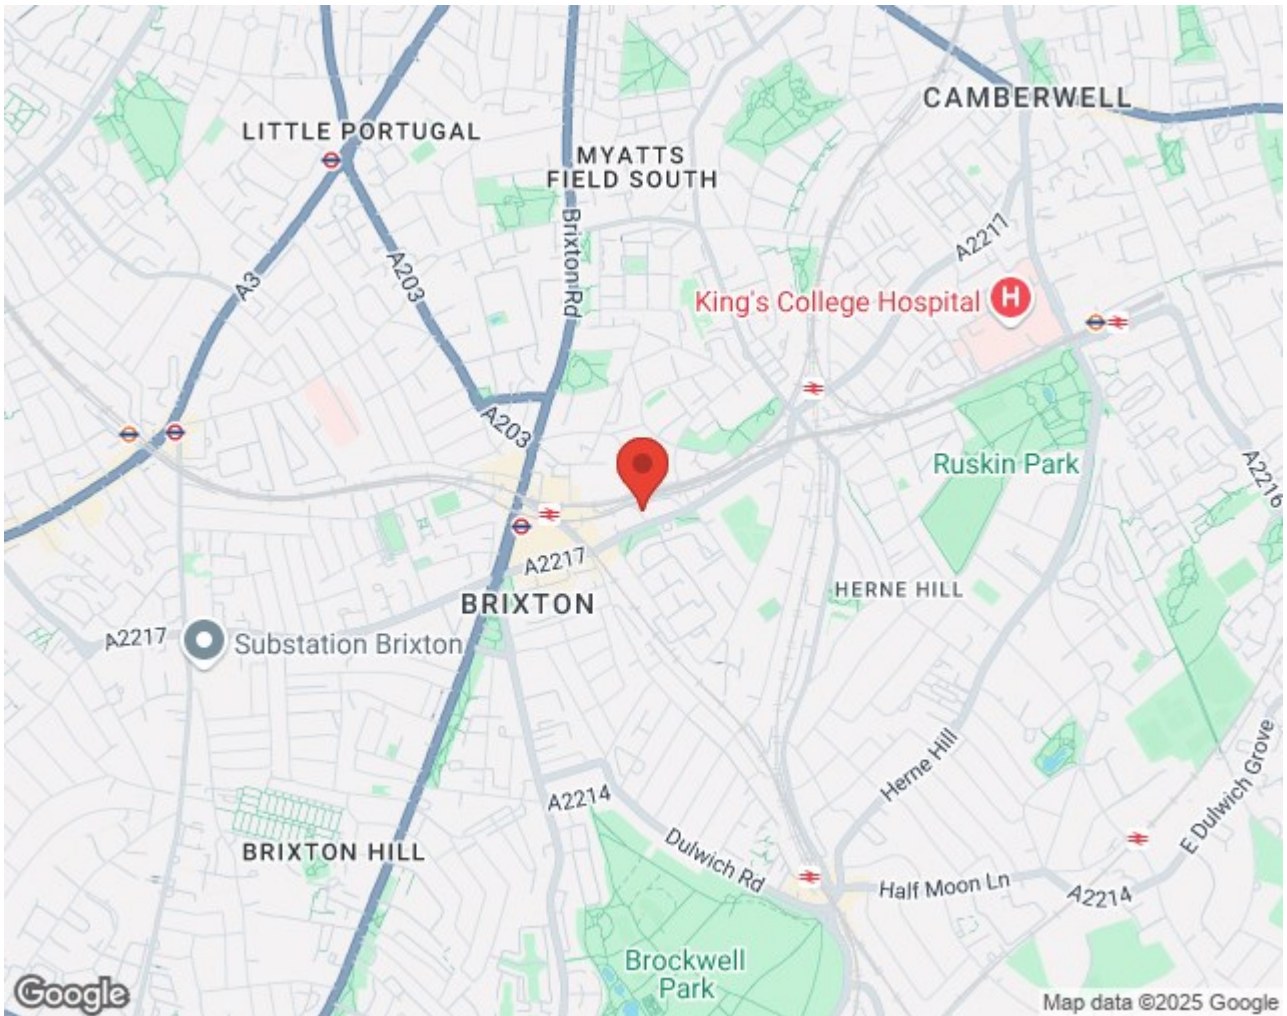 CAMBERWELL
LITTLE PORTUGAL
MYATTS
FIELD SOUTH
Brixton Rd
A2217
A3
A203
King's College Hospital
H
A203
Ruskin Park
A2216
A2217
HERNE HILL
BRIXTON
A2217
Substation Brixton
Herne Hill
E Dulwich Grove
A2214
BRIXTON HILL
Dulwich Rd
Half Moon Ln
A2214
Brockwell
Park
Google
Map data ©2025 Google